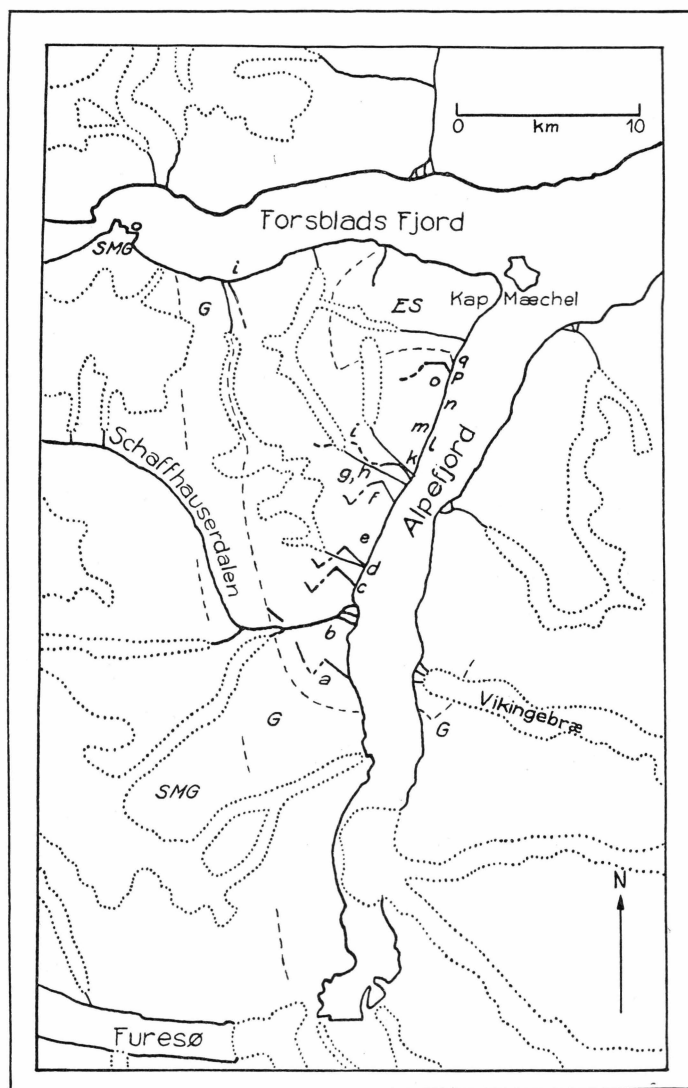 0 10
km
Forsblads Fjord
SMG
i
G
ES
Kap Mæchel
q
o p
n
m
l
i
k
g, h
f
Schaffhauserdalen
Alpefjord
e
d
c
b
a
G
G
Vikingebræ
SMG
N
Furesø